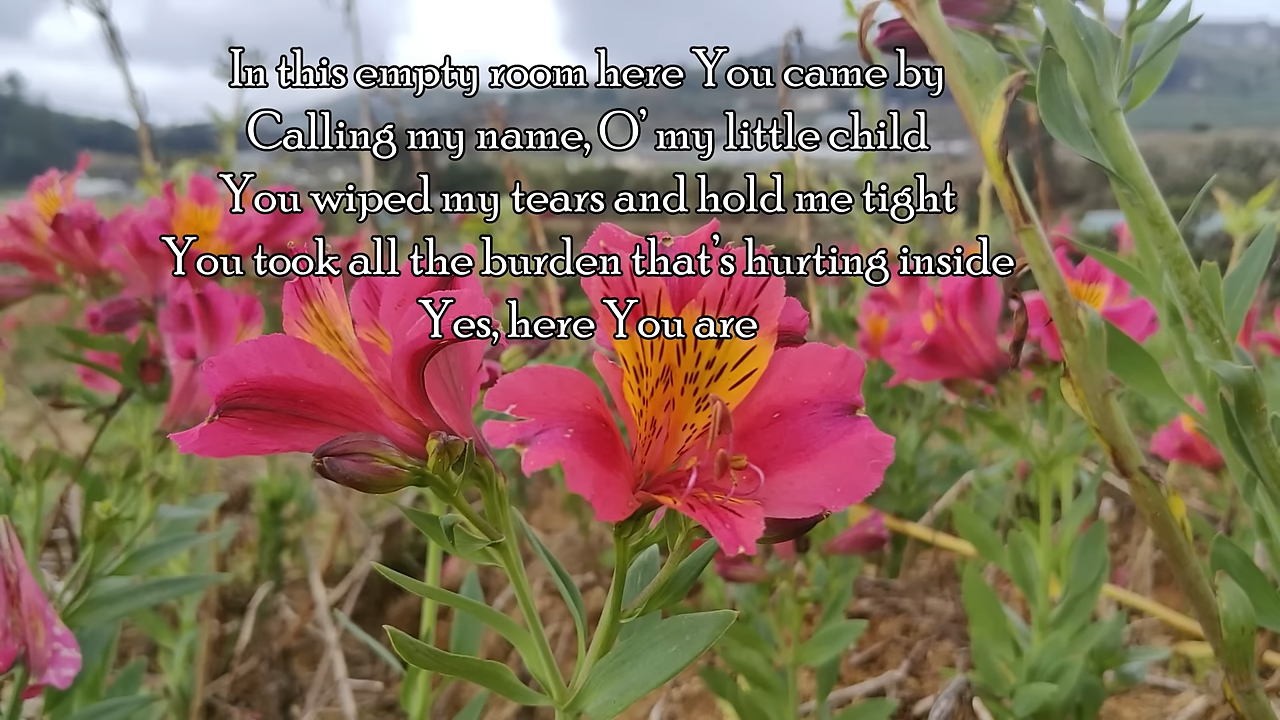 In this empty room here You came by
Calling my name, O' my little child
You wiped my tears and hold me tight
You took all the burden that's hurting inside
Yes, here You are